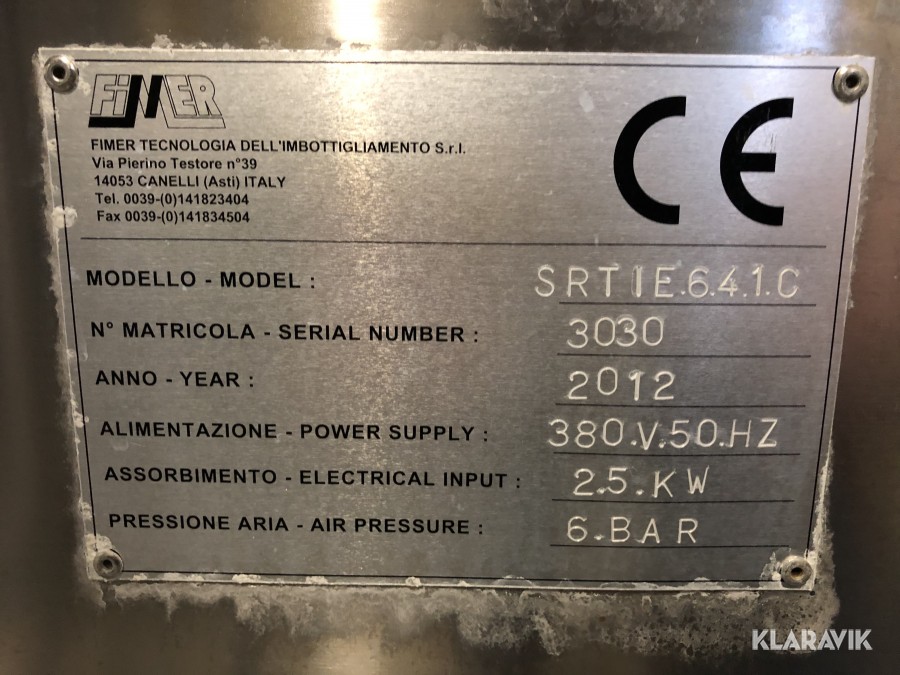 FIMER
FIMER TECNOLOGIA DELL'IMBOTTIGLIAMENTO S.r.l.
Via Pierino Testore n°39
14053 CANELLI (Asti) ITALY
Tel. 0039-(0)141823404
Fax 0039-(0)141834504
CE
MODELLO - MODEL : SRTIE.6.4.1.C
N° MATRICOLA - SERIAL NUMBER : 3030
ANNO - YEAR : 2012
ALIMENTAZIONE - POWER SUPPLY : 380.V.50.HZ
ASSORBIMENTO - ELECTRICAL INPUT : 2.5.KW
PRESSIONE ARIA - AIR PRESSURE : 6.BAR
KLARAVIK